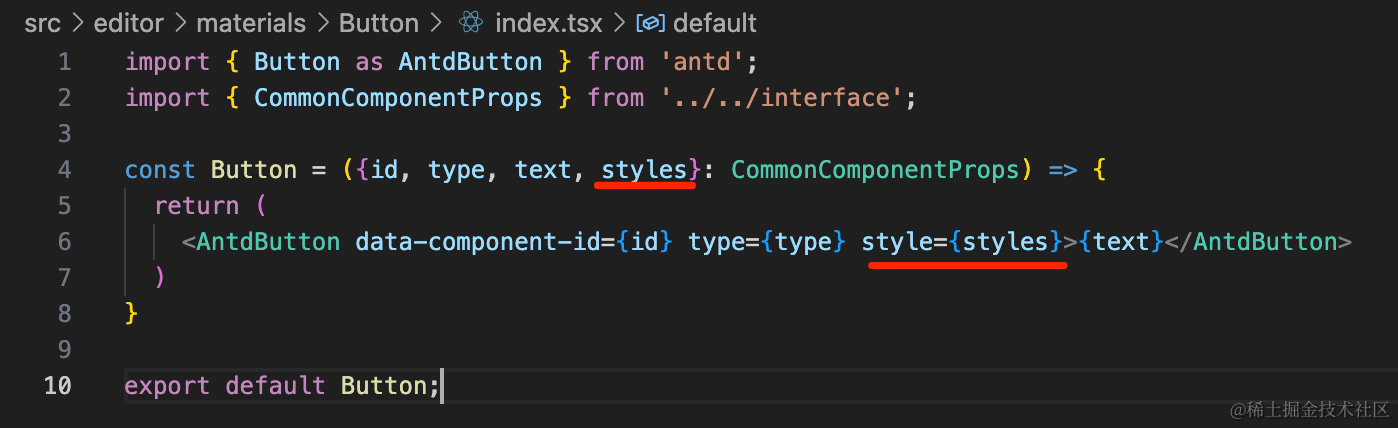 src > editor > materials > Button > index.tsx > default
1 import { Button as AntdButton } from 'antd';
2 import { CommonComponentProps } from '../../interface';
3
4 const Button = ({id, type, text, styles}: CommonComponentProps) => {
5 return (
6 <AntdButton data-component-id={id} type={type} style={styles}>{text}</AntdButton>
7 )
8 }
9
10 export default Button;
@稀土掘金技术社区